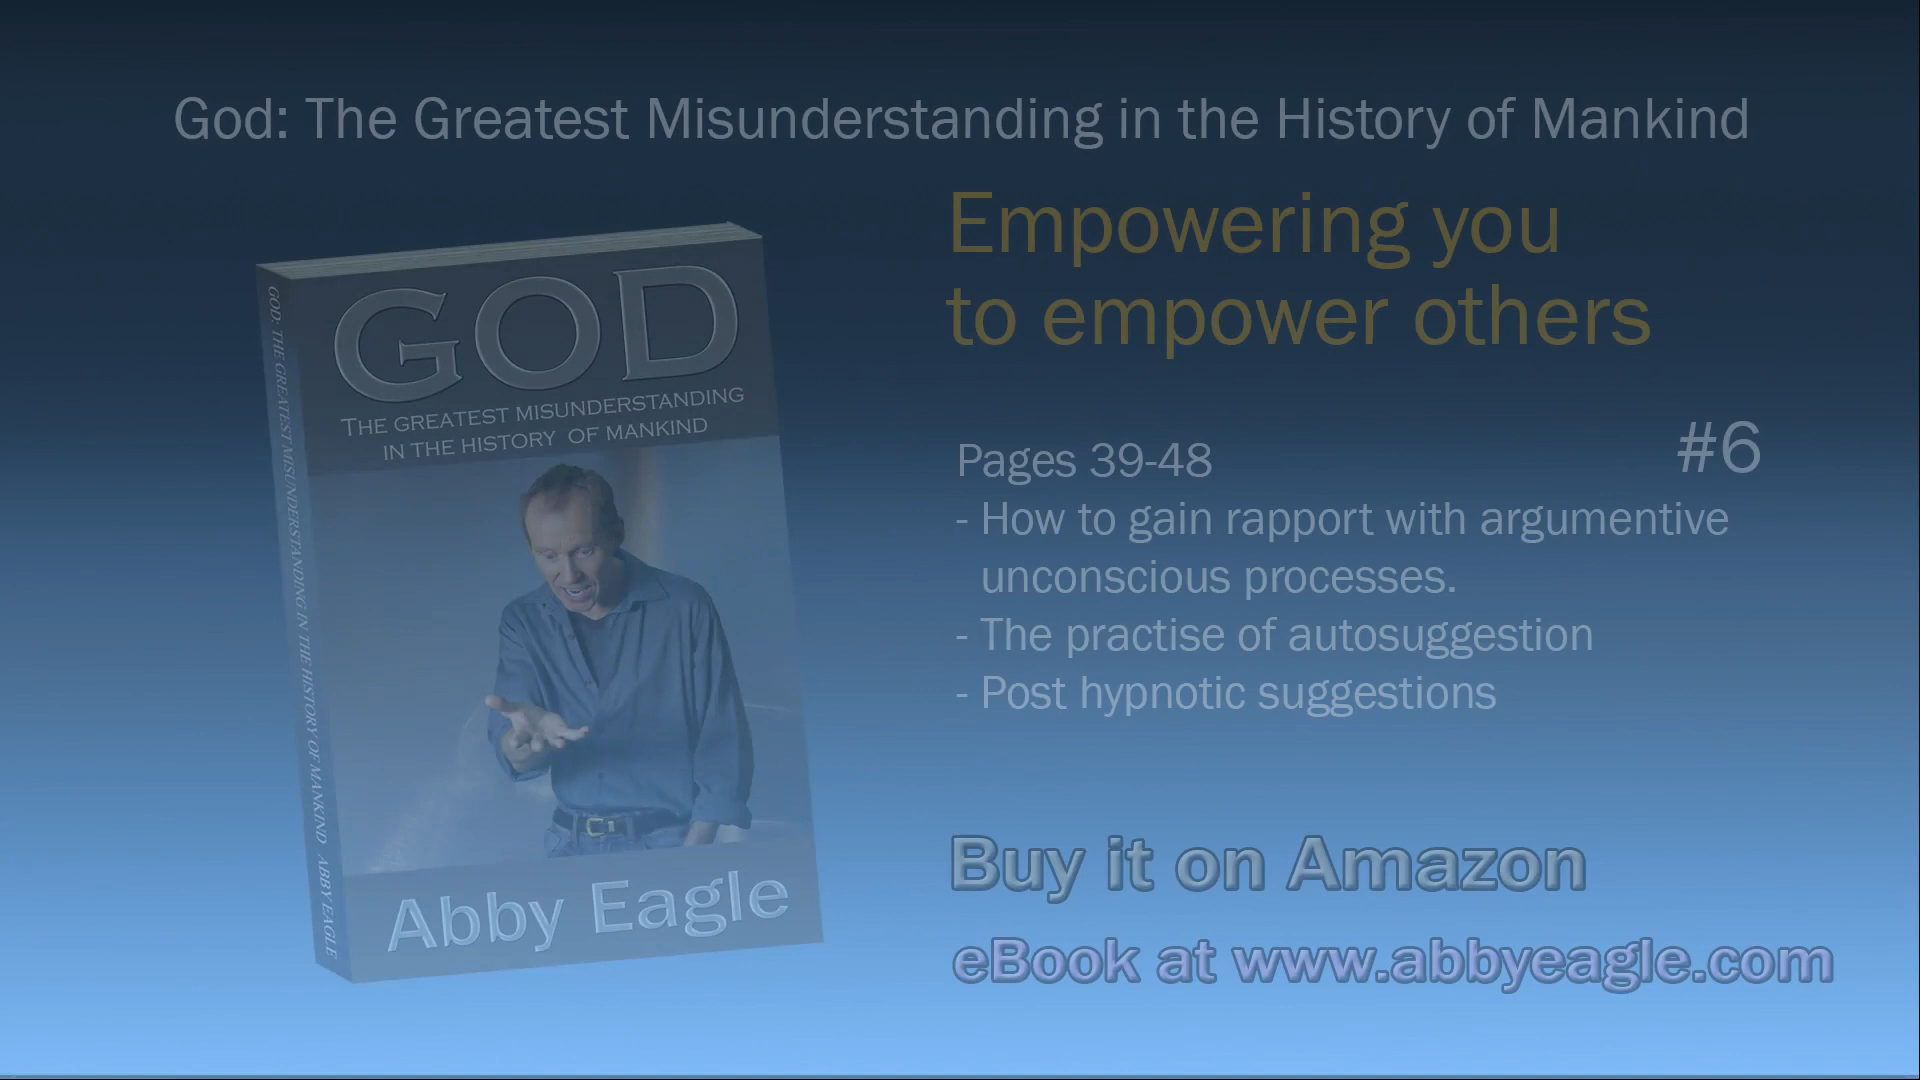 God: The Greatest Misunderstanding in the History of Mankind
Empowering you
to empower others
GOD
THE GREATEST MISUNDERSTANDING
IN THE HISTORY OF MANKIND
Abby Eagle
GOD: THE GREATEST MISUNDERSTANDING IN THE HISTORY OF MANKIND ABBY EAGLE
#6
Pages 39-48
- How to gain rapport with argumentive
unconscious processes.
- The practise of autosuggestion
- Post hypnotic suggestions
Buy it on Amazon
eBook at www.abbyeagle.com